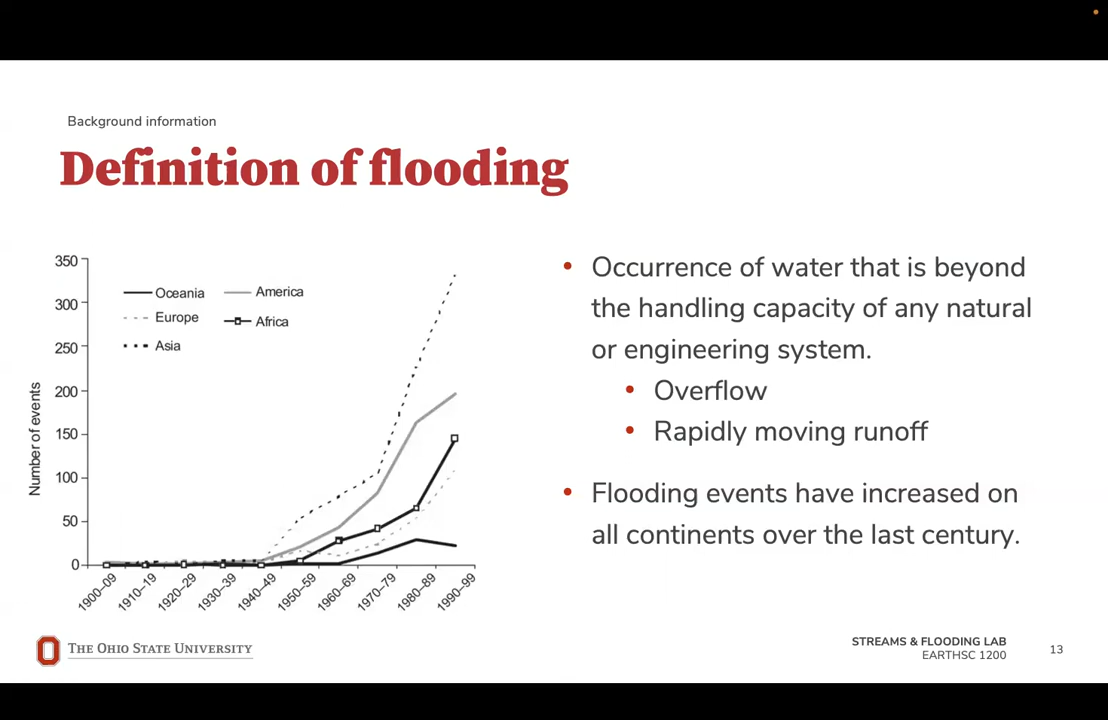 Background information
Definition of flooding
350
300
250
200
150
100
50
0
Number of events
Oceania
America
Europe
Africa
Asia
1900–09
1910–19
1920–29
1930–39
1940–49
1950–59
1960–69
1970–79
1980–89
1990–99
• Occurrence of water that is beyond
the handling capacity of any natural
or engineering system.
• Overflow
• Rapidly moving runoff
• Flooding events have increased on
all continents over the last century.
THE OHIO STATE UNIVERSITY
STREAMS & FLOODING LAB
EARTHSC 1200
13